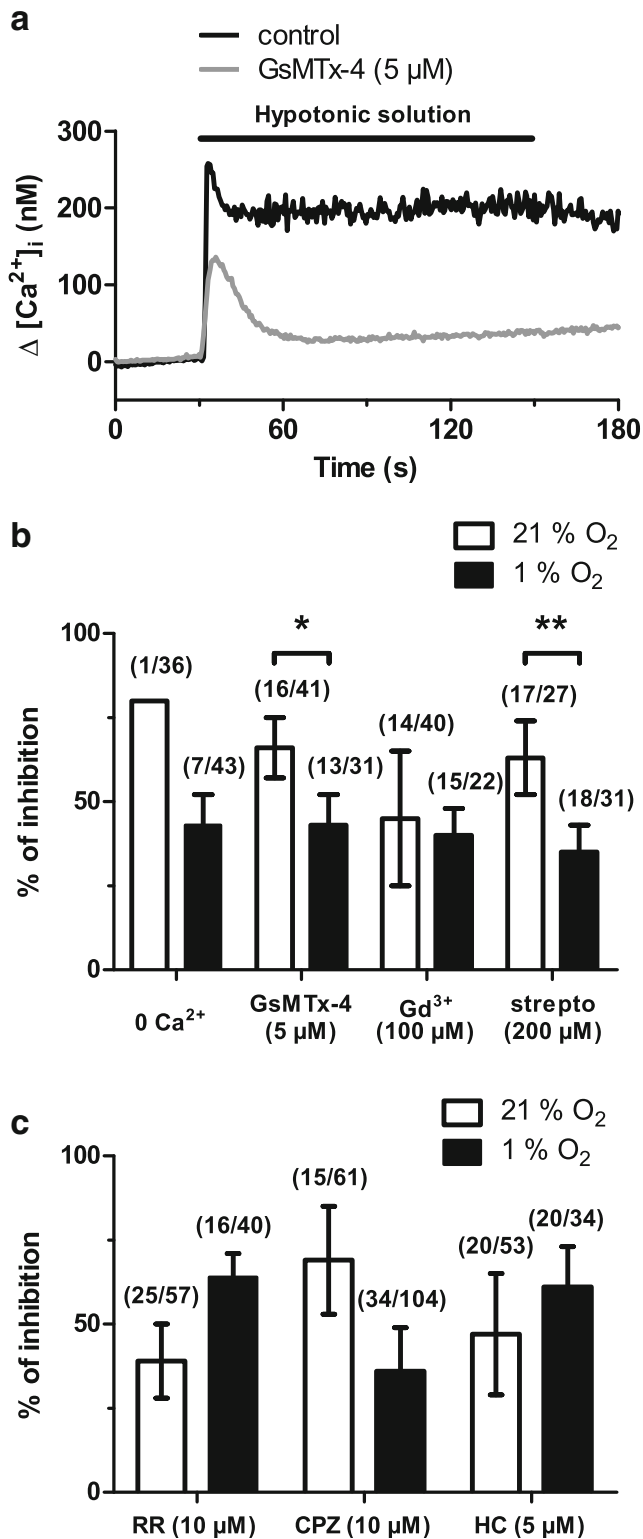 a
control
GsMTx-4 (5 µM)
Hypotonic solution
300
200
100
0
Δ [Ca²⁺]ᵢ (nM)
0
60
120
180
Time (s)
b
21 % O₂
1 % O₂
*
**
(1/36)
(16/41)
(14/40)
(17/27)
(7/43)
(13/31)
(15/22)
(18/31)
100
50
0
% of inhibition
0 Ca²⁺
GsMTx-4
(5 µM)
Gd³⁺
(100 µM)
strepto
(200 µM)
c
21 % O₂
1 % O₂
(15/61)
(16/40)
(20/53)
(20/34)
(25/57)
(34/104)
100
50
0
% of inhibition
RR (10 µM)
CPZ (10 µM)
HC (5 µM)